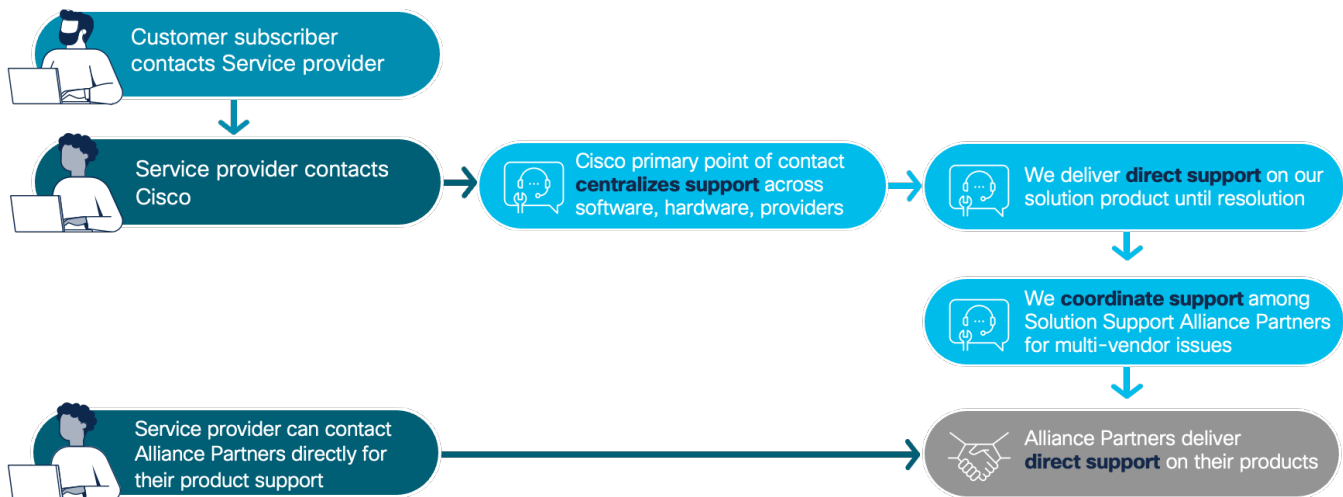 Customer subscriber
contacts Service provider
Service provider contacts
Cisco
Cisco primary point of contact
centralizes support across
software, hardware, providers
We deliver direct support on our
solution product until resolution
We coordinate support among
Solution Support Alliance Partners
for multi-vendor issues
Service provider can contact
Alliance Partners directly for
their product support
Alliance Partners deliver
direct support on their products